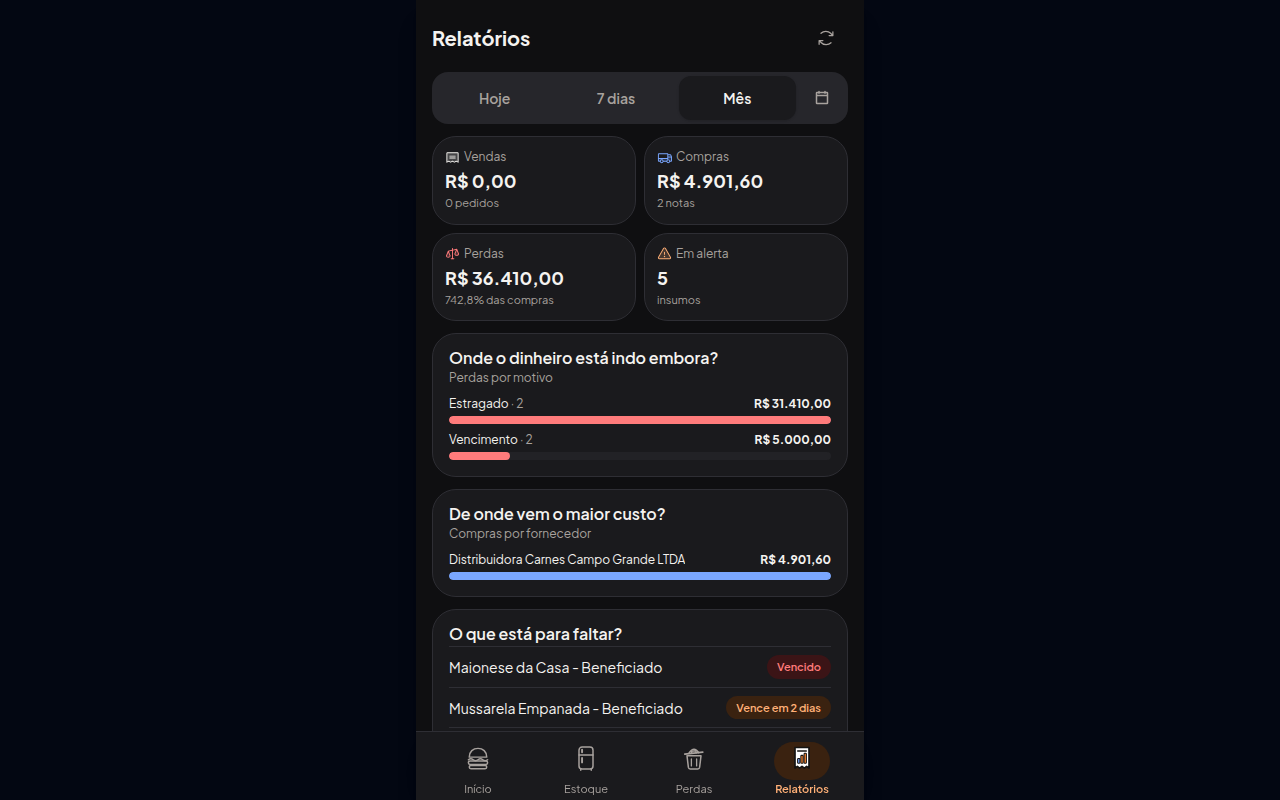 Relatórios
Hoje
7 dias
Mês
Vendas
R$ 0,00
0 pedidos
Compras
R$ 4.901,60
2 notas
Perdas
R$ 36.410,00
742,8% das compras
Em alerta
5
insumos
Onde o dinheiro está indo embora?
Perdas por motivo
Estragado · 2 R$ 31.410,00
Vencimento · 2 R$ 5.000,00
De onde vem o maior custo?
Compras por fornecedor
Distribuidora Carnes Campo Grande LTDA R$ 4.901,60
O que está para faltar?
Maionese da Casa - Beneficiado Vencido
Mussarela Empanada - Beneficiado Vence em 2 dias
Início
Estoque
Perdas
Relatórios